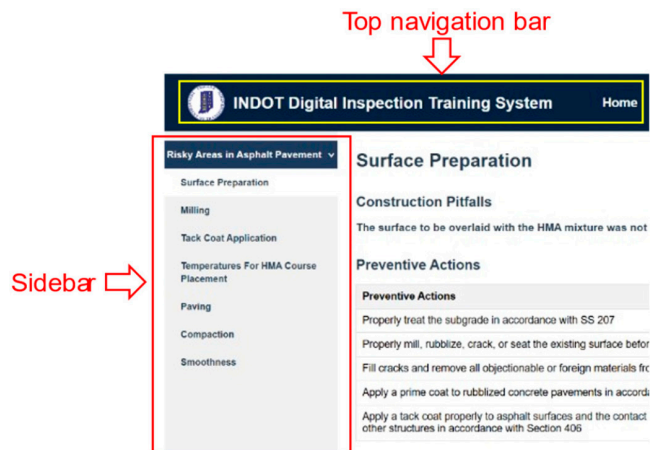 Top navigation bar
INDOT Digital Inspection Training System
Home
Sidebar
Risky Areas in Asphalt Pavement
Surface Preparation
Milling
Tack Coat Application
Temperatures For HMA Course
Placement
Paving
Compaction
Smoothness
Surface Preparation
Construction Pitfalls
The surface to be overlaid with the HMA mixture was not
Preventive Actions
Preventive Actions
Properly treat the subgrade in accordance with SS 207
Properly mill, rubblize, crack, or seat the existing surface befor
Fill cracks and remove all objectionable or foreign materials fro
Apply a prime coat to rubblized concrete pavements in accorda
Apply a tack coat properly to asphalt surfaces and the contact
other structures in accordance with Section 406